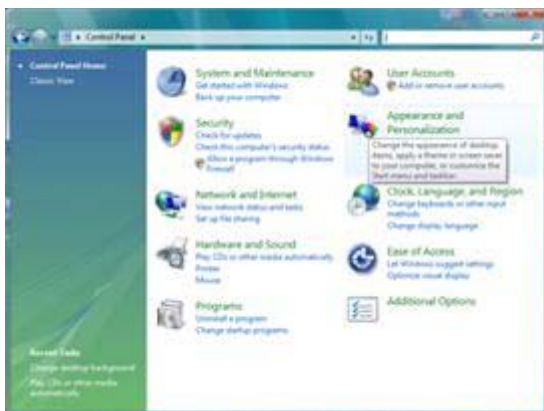 Control Panel
Control Panel Home
Classic View
System and Maintenance
Get started with Windows
Back up your computer
Security
Check for updates
Check this computer's security status
Allow a program through Windows
Firewall
Network and Internet
View network status and tasks
Set up file sharing
Hardware and Sound
Play CDs or other media automatically
Printer
Mouse
Programs
Uninstall a program
Change startup programs
User Accounts
Add or remove user accounts
Appearance and
Personalization
Change the appearance of desktop
items, apply a theme or screen saver
to your computer, or customize the
Start menu and taskbar.
Clock, Language, and Region
Change keyboards or other input
methods
Change display language
Ease of Access
Let Windows suggest settings
Optimize visual display
Additional Options
Recent Tasks
Change desktop background
Play CDs or other media
automatically